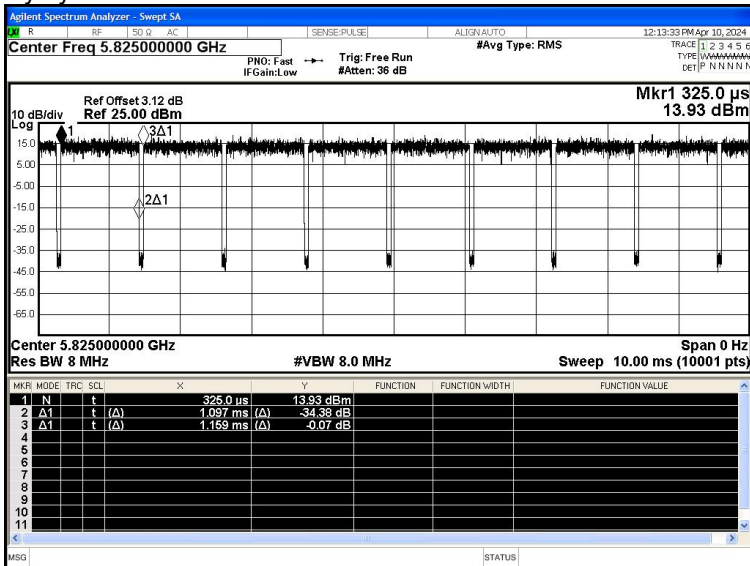 Agilent Spectrum Analyzer - Swept SA
R RF 50 Ω AC SENSE:PULSE ALIGN AUTO 12:13:33 PM Apr 10, 2024
Center Freq 5.825000000 GHz #Avg Type: RMS TRACE 1 2 3 4 5 6
PNO: Fast Trig: Free Run TYPE
IFGain:Low #Atten: 36 dB DET P N N N N N
Mkr1 325.0 µs
Ref Offset 3.12 dB
10 dB/div Ref 25.00 dBm 13.93 dBm
Log
1 3Δ1
15.0
5.00
-5.00
-15.0 2Δ1
-25.0
-35.0
-45.0
-55.0
-65.0
Center 5.825000000 GHz Span 0 Hz
Res BW 8 MHz #VBW 8.0 MHz Sweep 10.00 ms (10001 pts)
MKR MODE TRC SCL X Y FUNCTION FUNCTION WIDTH FUNCTION VALUE
1 N t 325.0 µs 13.93 dBm
2 Δ1 t (Δ) 1.097 ms (Δ) -34.38 dB
3 Δ1 t (Δ) 1.159 ms (Δ) -0.07 dB
4
5
6
7
8
9
10
11
MSG STATUS